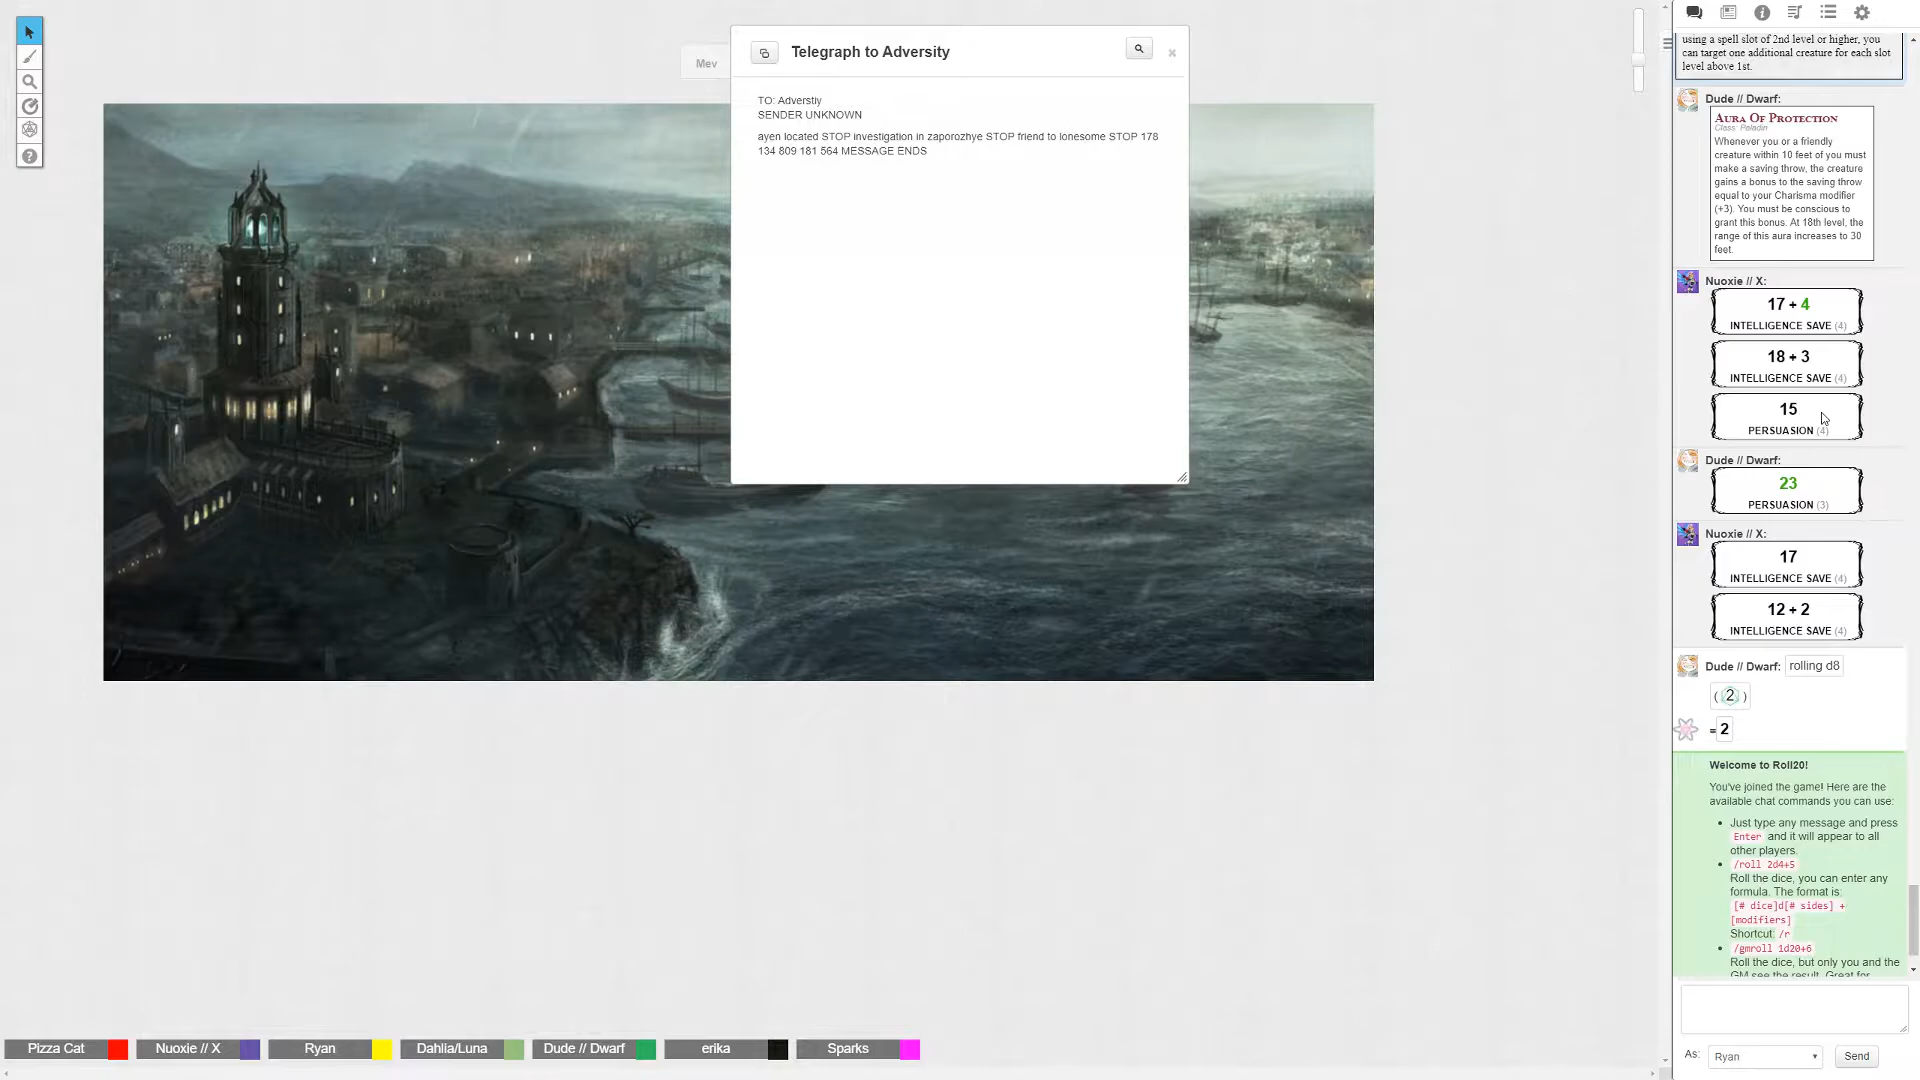 Mev
Telegraph to Adversity
TO: Adverstiy
SENDER UNKNOWN
ayen located STOP investigation in zaporozhye STOP friend to lonesome STOP 178
134 809 181 564 MESSAGE ENDS
using a spell slot of 2nd level or higher, you
can target one additional creature for each slot
level above 1st.
Dude // Dwarf:
AURA OF PROTECTION
Class: Paladin
Whenever you or a friendly
creature within 10 feet of you must
make a saving throw, the creature
gains a bonus to the saving throw
equal to your Charisma modifier
(+3). You must be conscious to
grant this bonus. At 18th level, the
range of this aura increases to 30
feet.
Nuoxie // X:
17 + 4
INTELLIGENCE SAVE (4)
18 + 3
INTELLIGENCE SAVE (4)
15
PERSUASION (4)
Dude // Dwarf:
23
PERSUASION (3)
Nuoxie // X:
17
INTELLIGENCE SAVE (4)
12 + 2
INTELLIGENCE SAVE (4)
Dude // Dwarf: rolling d8
(2)
=2
Welcome to Roll20!
You've joined the game! Here are the
available chat commands you can use:
• Just type any message and press
Enter and it will appear to all
other players.
• /roll 2d4+5
Roll the dice, you can enter any
formula. The format is:
[# dice]d[# sides] +
[modifiers]
Shortcut: /r
• /gmroll 1d20+6
Roll the dice, but only you and the
GM see the result. Great for
As: Ryan Send
Pizza Cat Nuoxie // X Ryan Dahlia/Luna Dude // Dwarf erika Sparks